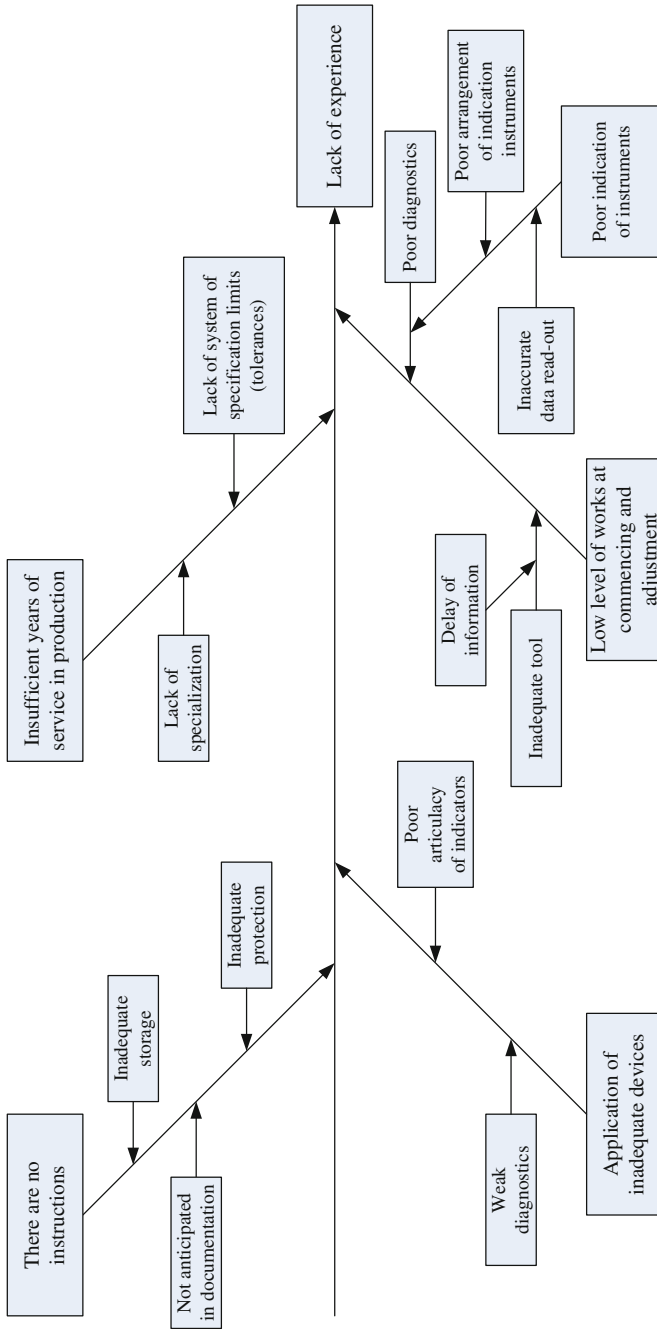 There are no
instructions
Inadequate
storage
Not anticipated
in documentation
Inadequate
protection
Insufficient years of
service in production
Lack of
specialization
Lack of system of
specification limits
(tolerances)
Lack of experience
Application of
inadequate devices
Weak
diagnostics
Poor
articulacy
of indicators
Low level of works at
commencing and
adjustment
Inadequate tool
Delay of
information
Poor diagnostics
Poor arrangement
of indication
instruments
Inaccurate
data read-out
Poor indication
of instruments